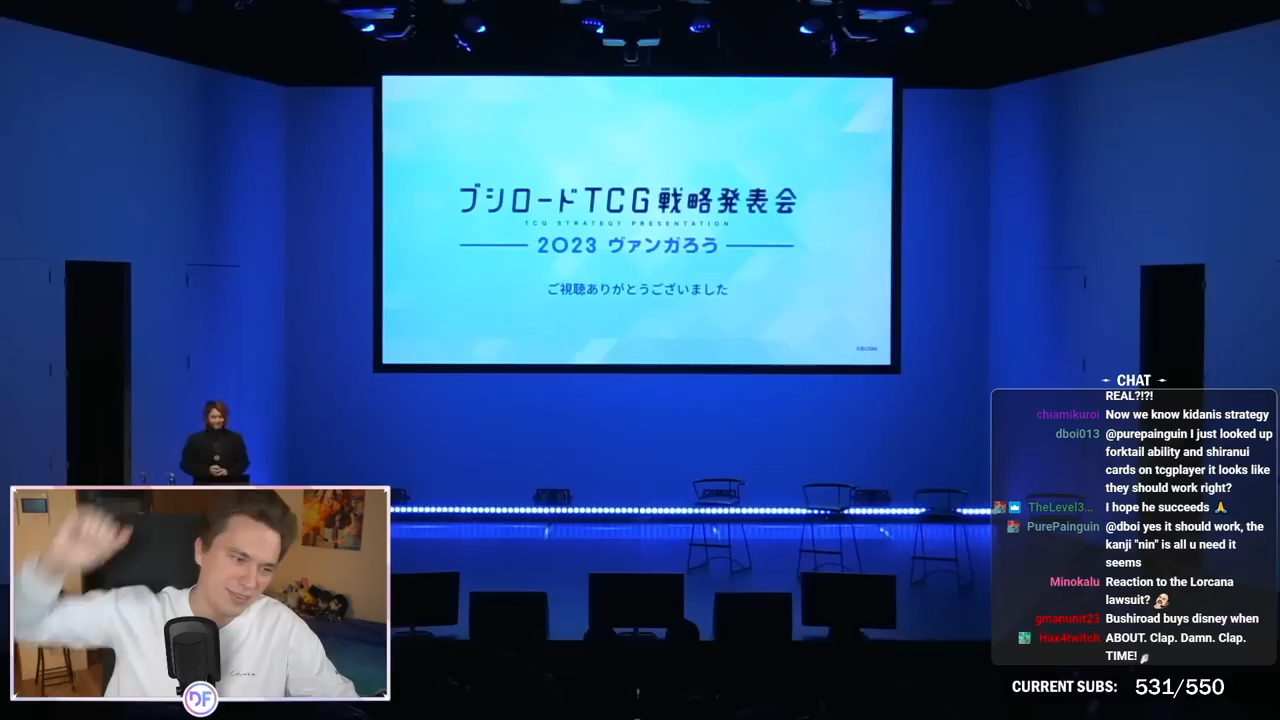 ブシロードTCG戦略発表会
TCG STRATEGY PRESENTATION
2023 ヴァンガろう
ご視聴ありがとうございました
CHAT
REAL?!?!
chiamikuroi Now we know kidanis strategy
dboi013 @purepainguin I just looked up
forktail ability and shiranui
cards on tcgplayer it looks like
they should work right?
TheLevel3... I hope he succeeds 🙏
PurePainguin @dboi yes it should work, the
kanji "nin" is all u need it
seems
Minokalu Reaction to the Lorcana
lawsuit?
gmanunit23 Bushiroad buys disney when
Hax4twitch ABOUT. Clap. Damn. Clap.
TIME!
CURRENT SUBS: 531/550
Columbia
DF